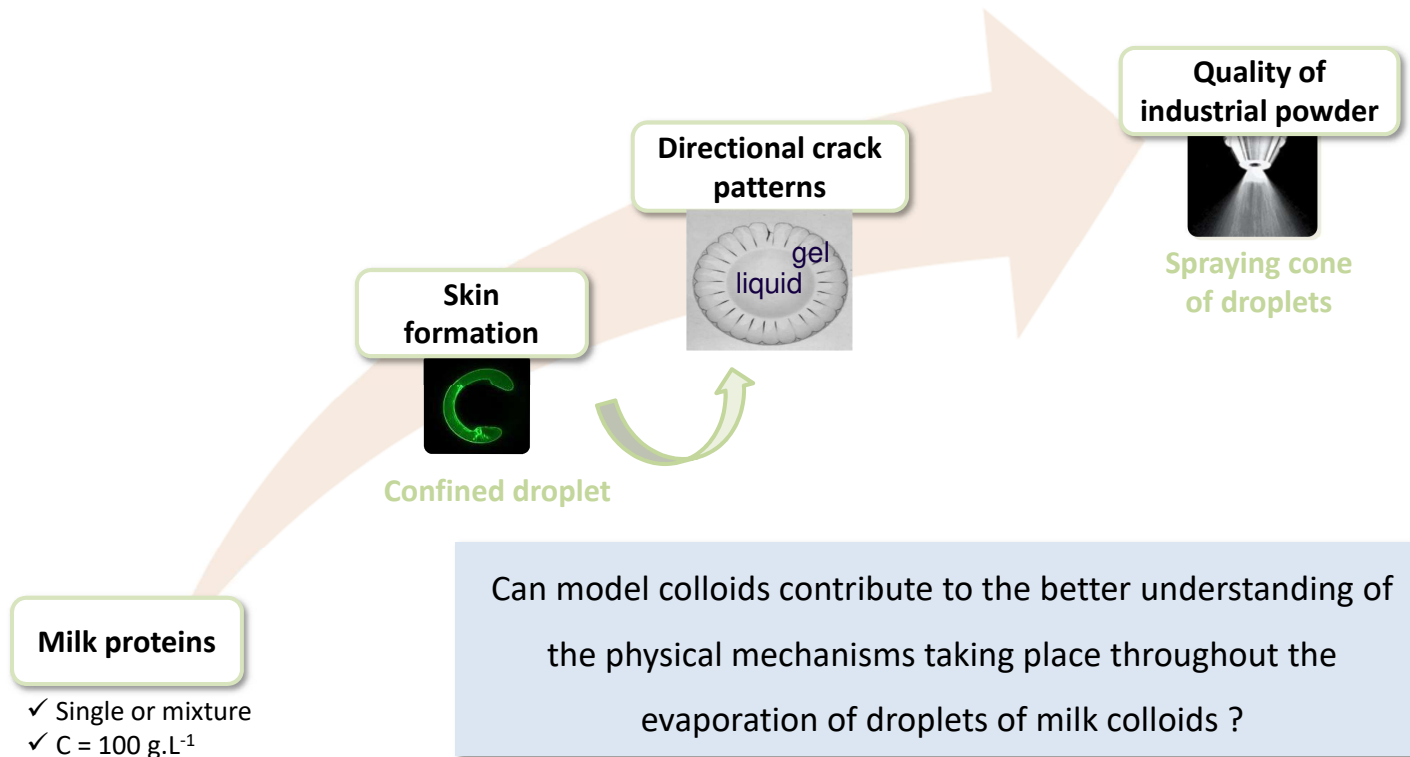 Quality of
industrial powder
Directional crack
patterns
gel
liquid
Spraying cone
of droplets
Skin
formation
Confined droplet
Can model colloids contribute to the better understanding of
the physical mechanisms taking place throughout the
evaporation of droplets of milk colloids ?
Milk proteins
✓ Single or mixture
✓ C = 100 g.L⁻¹